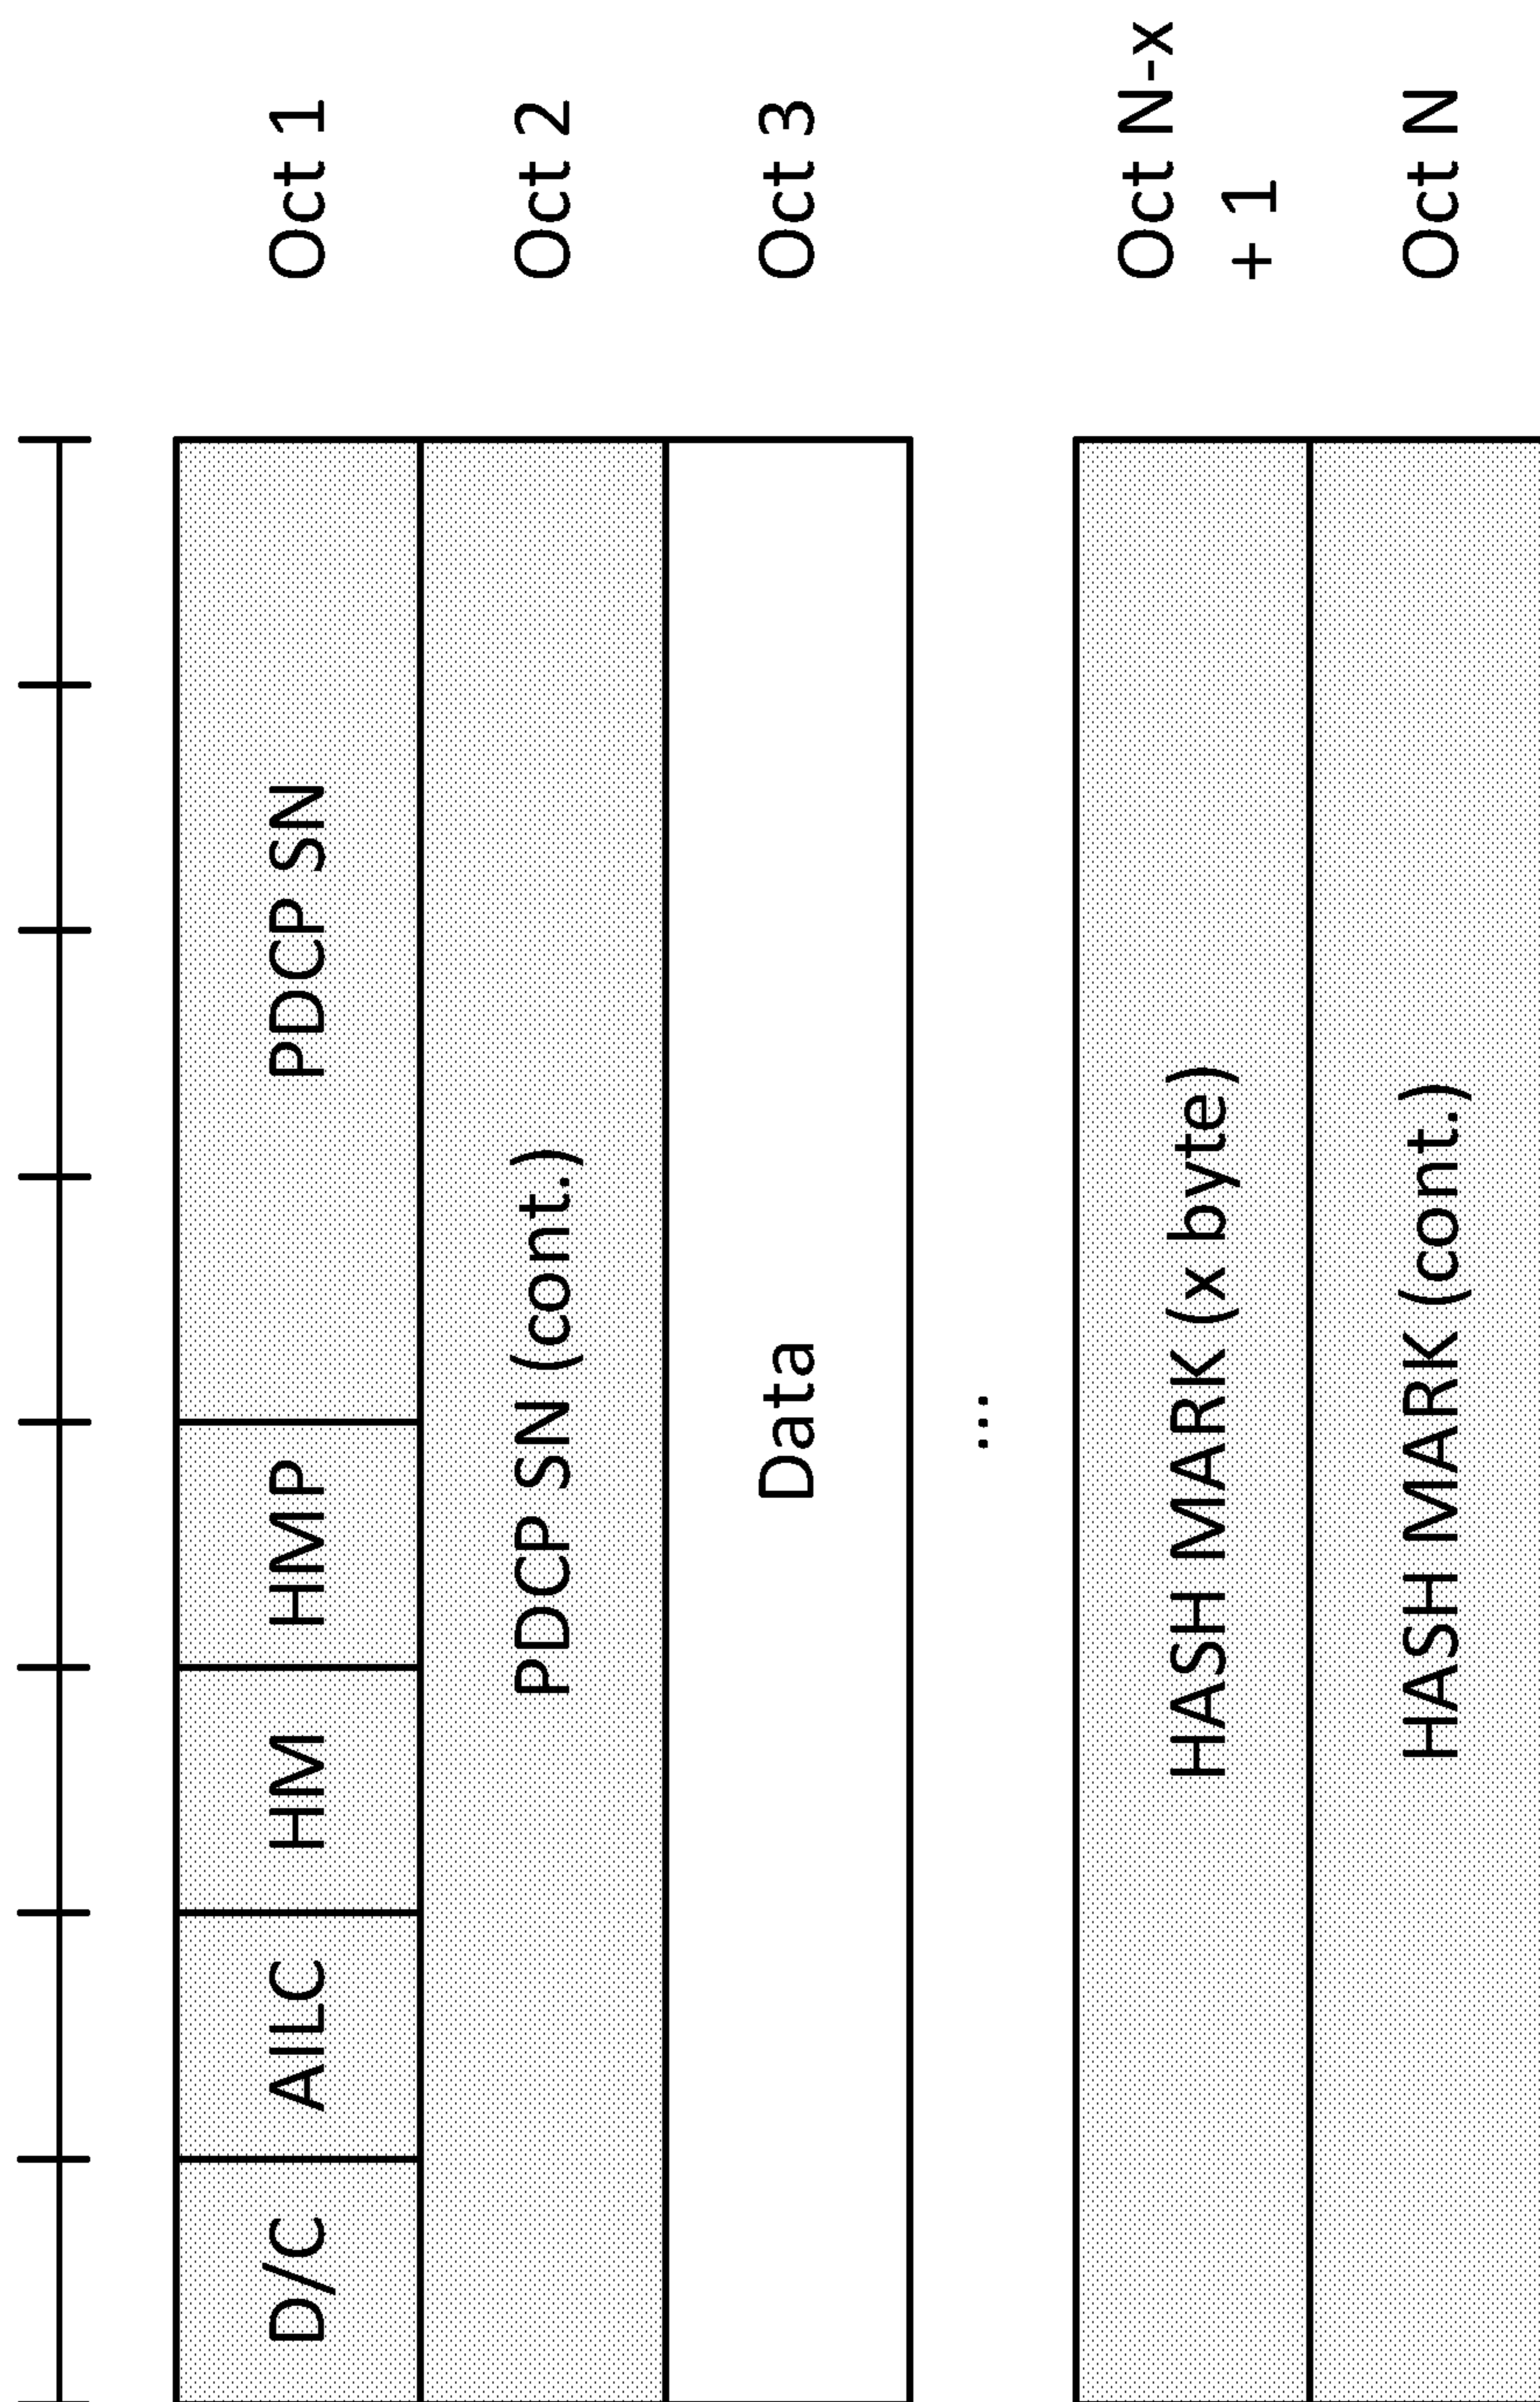 D/C AILC HM HMP PDCP SN Oct 1
PDCP SN (cont.) Oct 2
Data Oct 3
...
HASH MARK (x byte) Oct N-x
+ 1
HASH MARK (cont.) Oct N